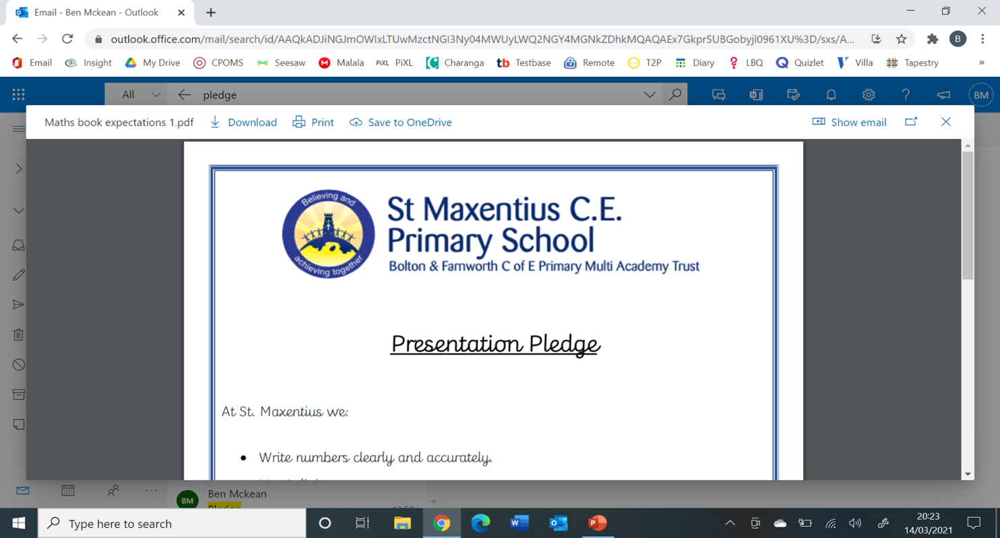 Email - Ben Mckean - Outlook
outlook.office.com/mail/search/id/AAQkADJiNGJmOWIxLTUwMzctNGI3Ny04MWUyLWQ2NGY4MGNkZDhkMQAQAEx7Gkpr5UBGobyjl0961XU%3D/sxs/A...
B
Email Insight My Drive CPOMS Seesaw Malala PiXL PiXL Charanga tb Testbase Remote T2P Diary LBQ Quizlet Villa Tapestry »
All pledge BM
Maths book expectations 1.pdf Download Print Save to OneDrive Show email
Believing and
achieving together
St Maxentius C.E.
Primary School
Bolton & Farnworth C of E Primary Multi Academy Trust
Presentation Pledge
At St. Maxentius we:
• Write numbers clearly and accurately.
BM Ben Mckean
Pledge
Type here to search
20:23
14/03/2021